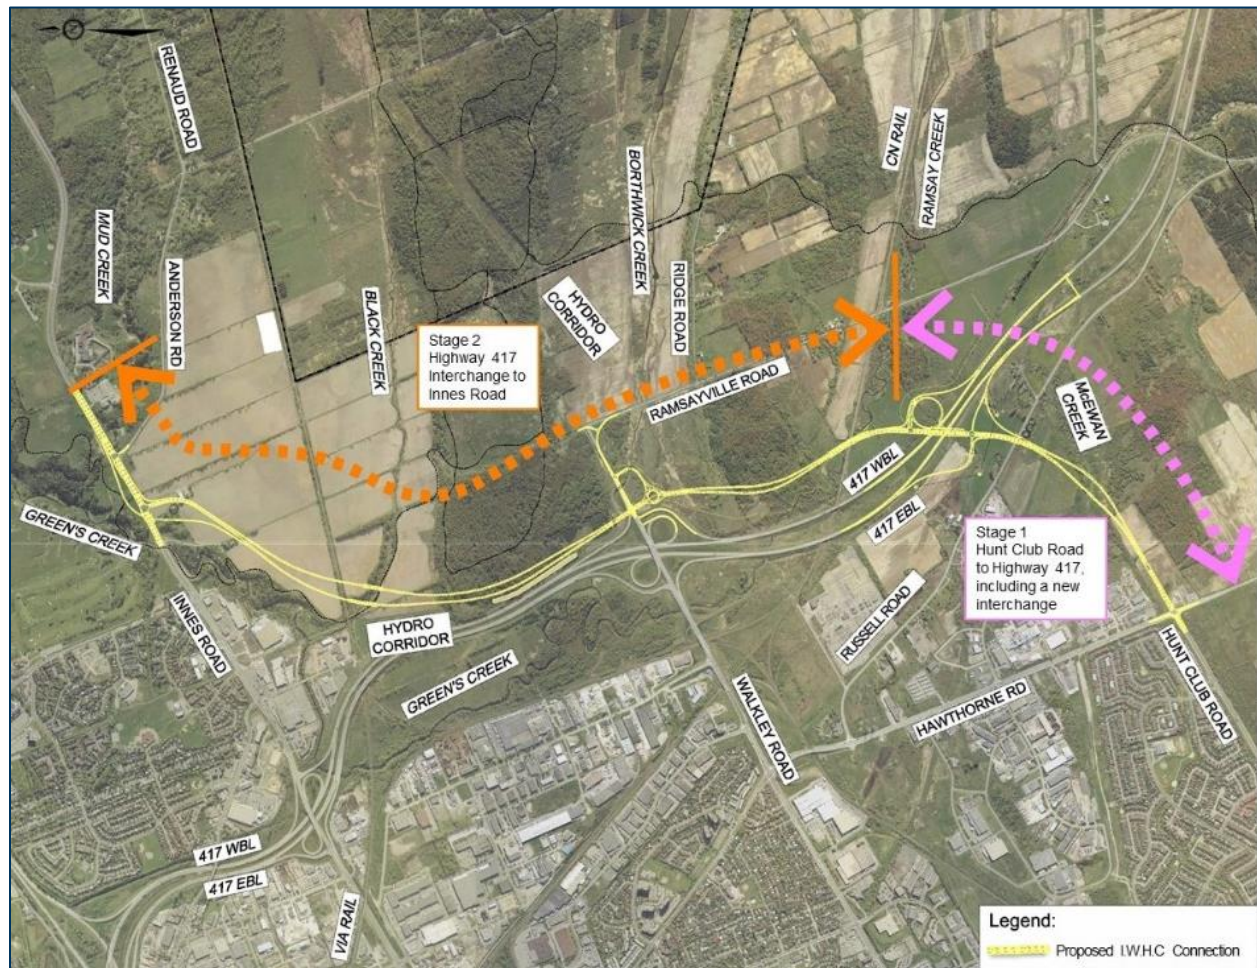 RENAUD ROAD
MUD CREEK
ANDERSON RD
BLACK CREEK
BORTHWICK CREEK
HYDRO
CORRIDOR
RIDGE ROAD
CN RAIL
RAMSAY CREEK
Stage 2
Highway 417
Interchange to
Innes Road
RAMSAYVILLE ROAD
McEWAN
CREEK
417 WBL
417 EBL
GREEN'S CREEK
Stage 1
Hunt Club Road
to Highway 417,
including a new
interchange
INNES ROAD
HYDRO
CORRIDOR
RUSSELL ROAD
GREEN'S CREEK
WALKLEY ROAD
HAWTHORNE RD
HUNT CLUB ROAD
417 WBL
417 EBL
VIA RAIL
Legend:
Proposed I.W.H.C Connection